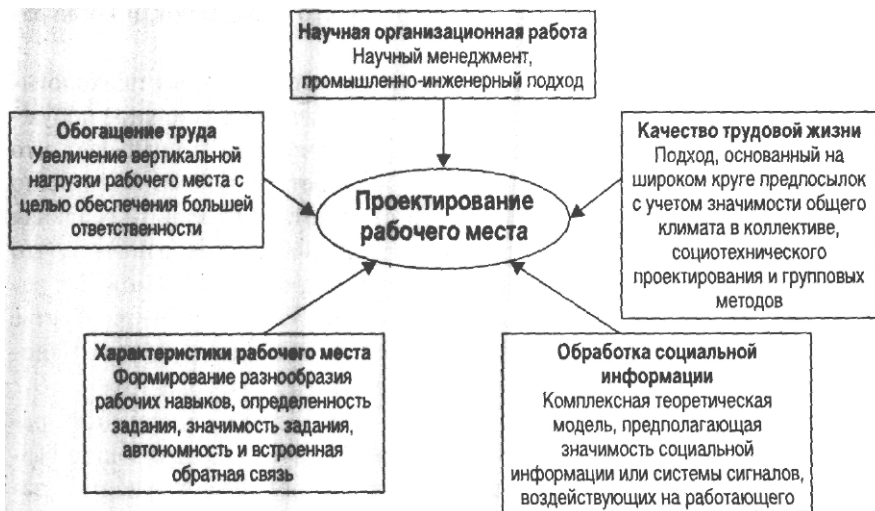 Научная организационная работа
Научный менеджмент,
промышленно-инженерный подход
Обогащение труда
Увеличение вертикальной
нагрузки рабочего места с
целью обеспечения большей
ответственности
Качество трудовой жизни
Подход, основанный на
широком круге предпосылок
с учетом значимости общего
климата в коллективе,
социотехнического
проектирования и групповых
методов
Проектирование
рабочего места
Характеристики рабочего места
Формирование разнообразия
рабочих навыков, определенность
задания, значимость задания,
автономность и встроенная
обратная связь
Обработка социальной
информации
Комплексная теоретическая
модель, предполагающая
значимость социальной
информации или системы сигналов,
воздействующих на работающего